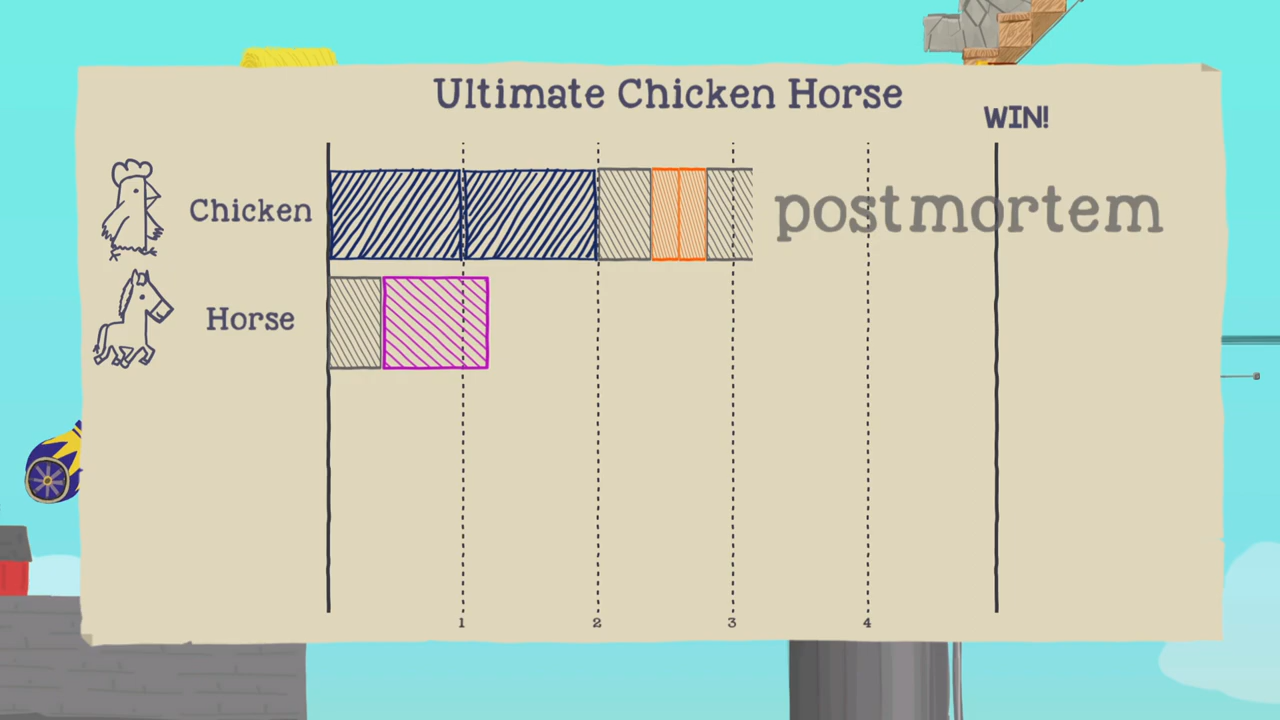 Ultimate Chicken Horse
WIN!
Chicken
postmortem
Horse
1 2 3 4